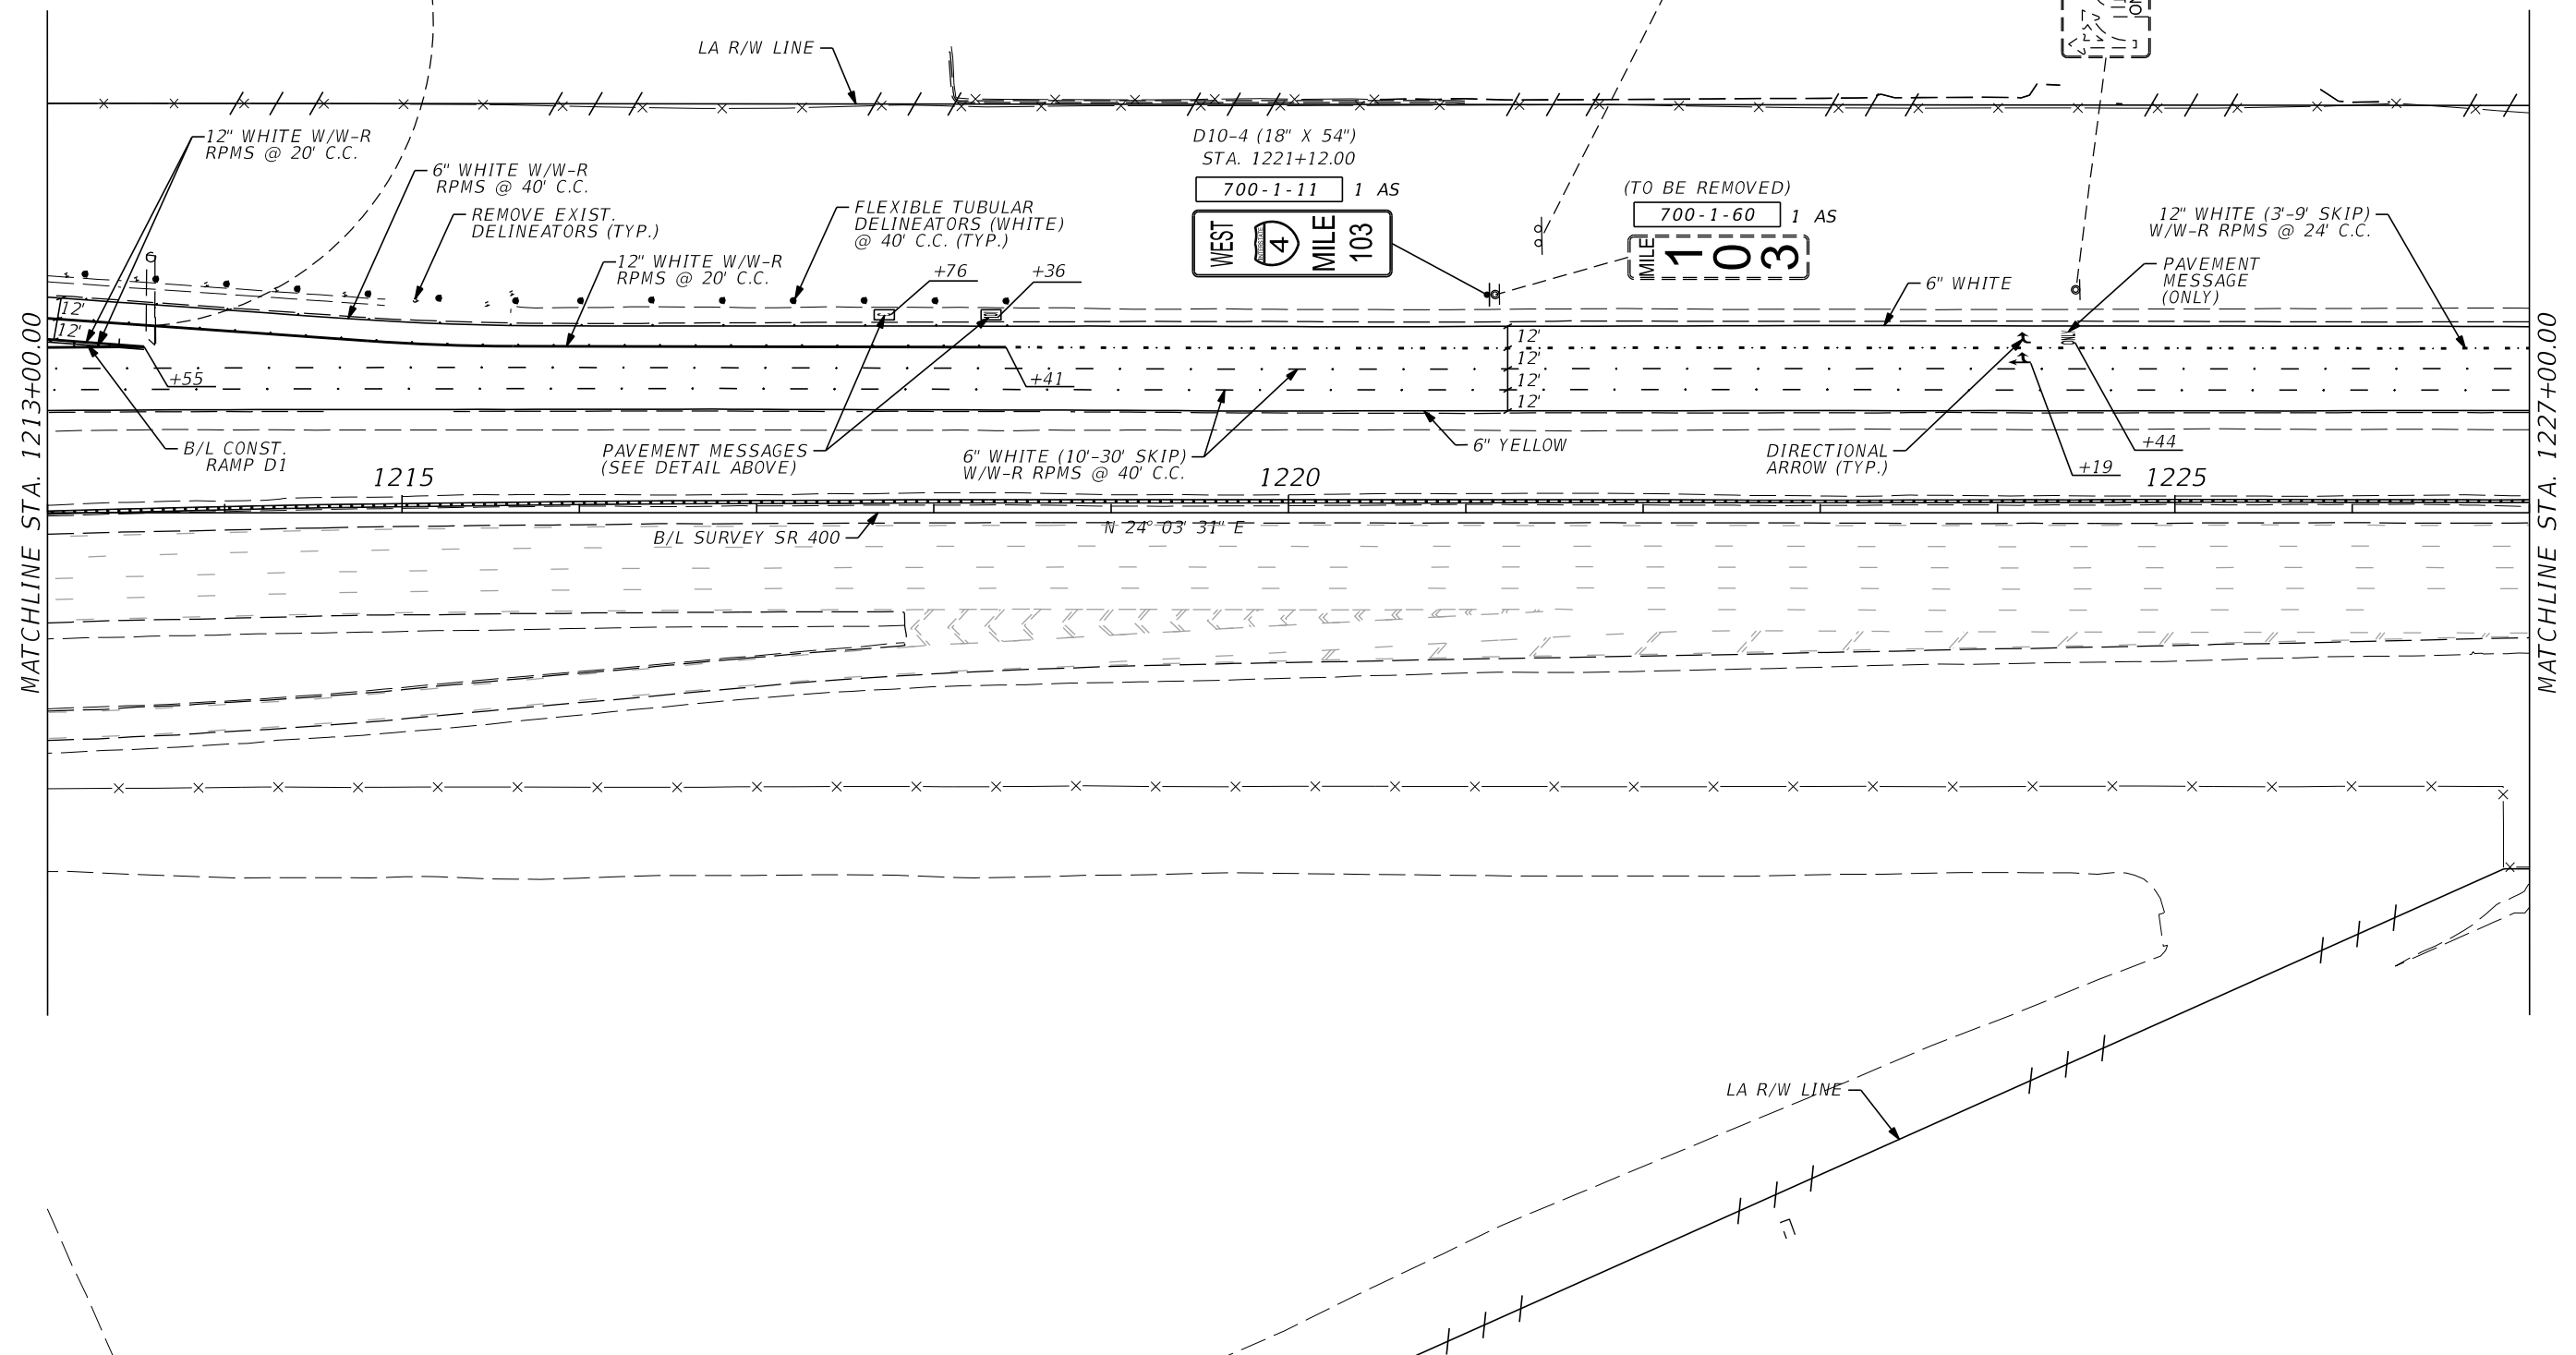 LA R/W LINE
12" WHITE W/W-R
RPMS @ 20' C.C.
6" WHITE W/W-R
RPMS @ 40' C.C.
REMOVE EXIST.
DELINEATORS (TYP.)
FLEXIBLE TUBULAR
DELINEATORS (WHITE)
@ 40' C.C. (TYP.)
12" WHITE W/W-R
RPMS @ 20' C.C.
+76
+36
D10-4 (18" X 54")
STA. 1221+12.00
700-1-11 1 AS
WEST
4
MILE
103
(TO BE REMOVED)
700-1-60 1 AS
MILE
103
12" WHITE (3'-9' SKIP)
W/W-R RPMS @ 24' C.C.
PAVEMENT
MESSAGE
(ONLY)
6" WHITE
12'
12'
12'
12'
12'
12'
+55
+41
B/L CONST.
RAMP D1
PAVEMENT MESSAGES
(SEE DETAIL ABOVE)
6" WHITE (10'-30' SKIP)
W/W-R RPMS @ 40' C.C.
6" YELLOW
DIRECTIONAL
ARROW (TYP.)
+44
+19
1215
1220
1225
B/L SURVEY SR 400
N 24° 03' 31" E
MATCHLINE STA. 1213+00.00
MATCHLINE STA. 1227+00.00
LA R/W LINE